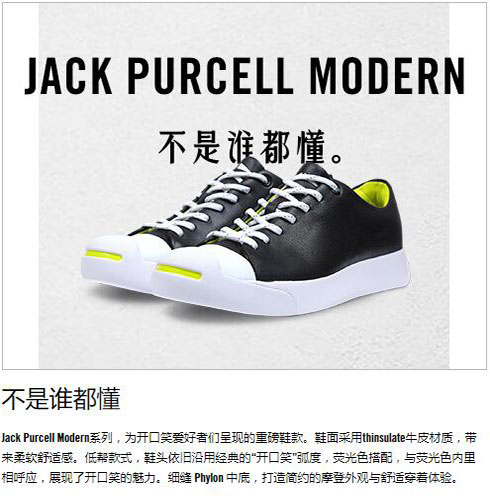 JACK PURCELL MODERN
不是谁都懂。
不是谁都懂
Jack Purcell Modern系列，为开口笑爱好者们呈现的重磅鞋款。鞋面采用thinsulate牛皮材质，带
来柔软舒适感。低帮款式，鞋头依旧沿用经典的“开口笑”弧度，荧光色搭配，与荧光色内里
相呼应，展现了开口笑的魅力。细缝 Phylon 中底，打造简约的摩登外观与舒适穿着体验。